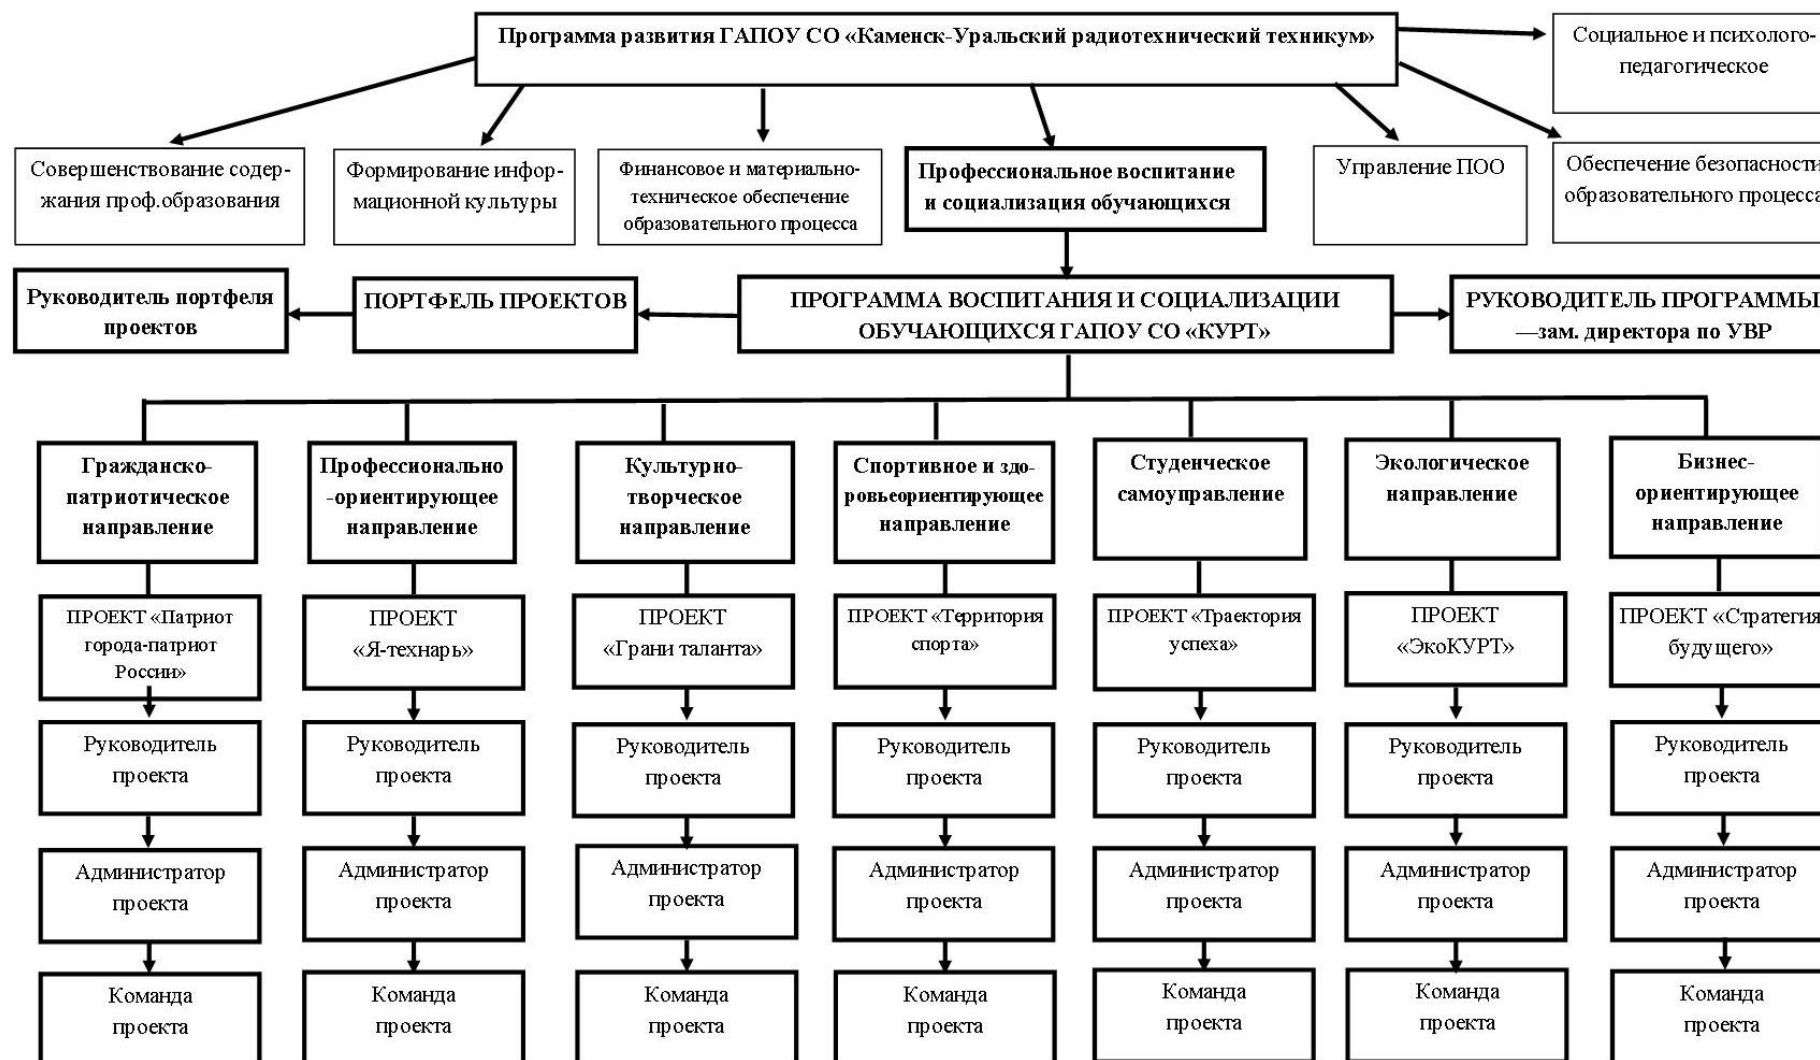 Программа развития ГАПОУ СО «Каменск-Уральский радиотехнический техникум»
Социальное и психолого-
педагогическое
Совершенствование содер-
жания проф.образования
Формирование инфор-
мационной культуры
Финансовое и материально-
техническое обеспечение
образовательного процесса
Профессиональное воспитание
и социализация обучающихся
Управление ПОО
Обеспечение безопасности
образовательного процесса
Руководитель портфеля
проектов
ПОРТФЕЛЬ ПРОЕКТОВ
ПРОГРАММА ВОСПИТАНИЯ И СОЦИАЛИЗАЦИИ
ОБУЧАЮЩИХСЯ ГАПОУ СО «КУРТ»
РУКОВОДИТЕЛЬ ПРОГРАММЫ
—зам. директора по УВР
Гражданско-
патриотическое
направление
Профессионально
-ориентирующее
направление
Культурно-
творческое
направление
Спортивное и здо-
ровьеориентирующее
направление
Студенческое
самоуправление
Экологическое
направление
Бизнес-
ориентирующее
направление
ПРОЕКТ «Патриот
города-патриот
России»
ПРОЕКТ
«Я-технарь»
ПРОЕКТ
«Грани таланта»
ПРОЕКТ «Территория
спорта»
ПРОЕКТ «Траектория
успеха»
ПРОЕКТ
«ЭкоКУРТ»
ПРОЕКТ «Стратегия
будущего»
Руководитель
проекта
Руководитель
проекта
Руководитель
проекта
Руководитель
проекта
Руководитель
проекта
Руководитель
проекта
Руководитель
проекта
Администратор
проекта
Администратор
проекта
Администратор
проекта
Администратор
проекта
Администратор
проекта
Администратор
проекта
Администратор
проекта
Команда
проекта
Команда
проекта
Команда
проекта
Команда
проекта
Команда
проекта
Команда
проекта
Команда
проекта